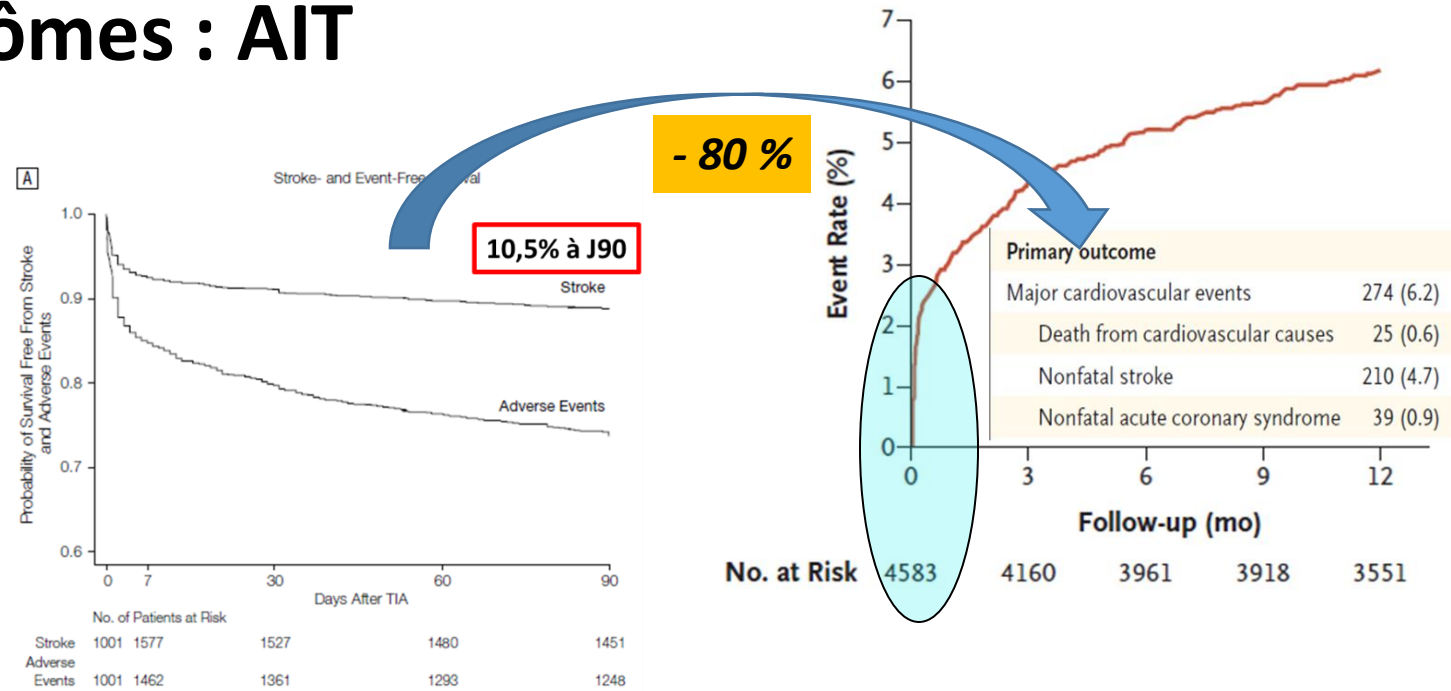 ômes : AIT
A
Stroke- and Event-Free
val
1.0
0.9
0.8
0.7
0.6
Probability of Survival Free From Stroke
and Adverse Events
10,5% à J90
Stroke
Adverse Events
0 7 30 60 90
Days After TIA
No. of Patients at Risk
Stroke 1001 1577 1527 1480 1451
Adverse
Events 1001 1462 1361 1293 1248
- 80 %
7
6
5
4
3
2
1
0
Event Rate (%)
Primary outcome
Major cardiovascular events 274 (6.2)
Death from cardiovascular causes 25 (0.6)
Nonfatal stroke 210 (4.7)
Nonfatal acute coronary syndrome 39 (0.9)
0 3 6 9 12
Follow-up (mo)
No. at Risk 4583 4160 3961 3918 3551